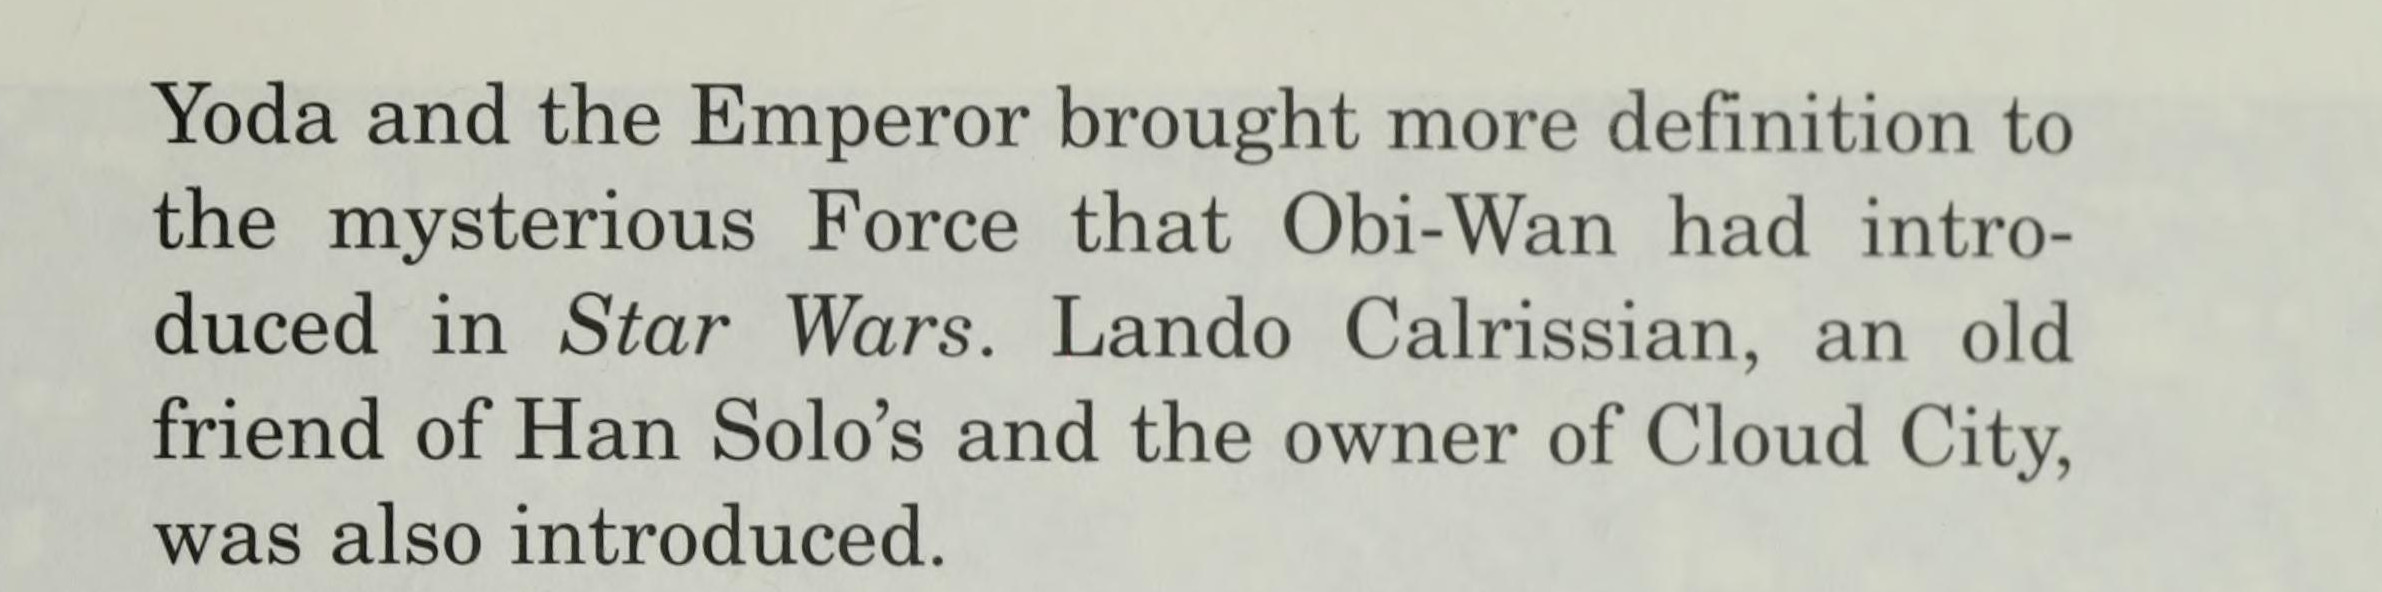 Yoda and the Emperor brought more definition to
the mysterious Force that Obi-Wan had intro-
duced in Star Wars. Lando Calrissian, an old
friend of Han Solo’s and the owner of Cloud City,
was also introduced.